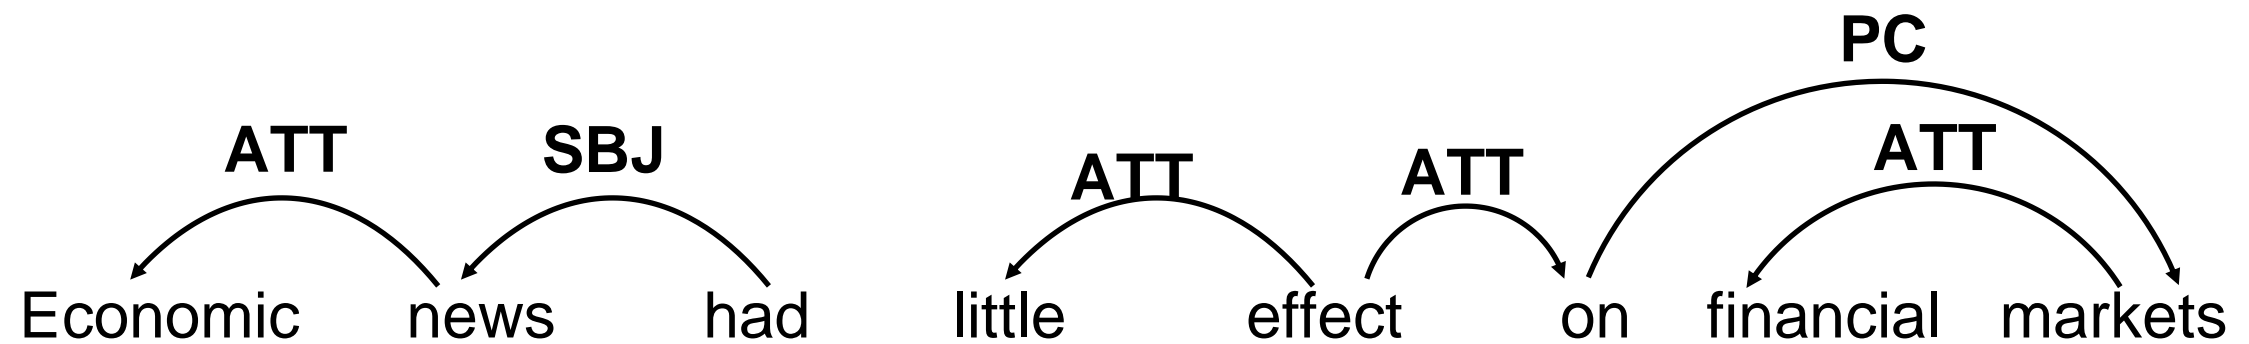 PC
ATT SBJ ATT ATT ATT
Economic news had little effect on financial markets